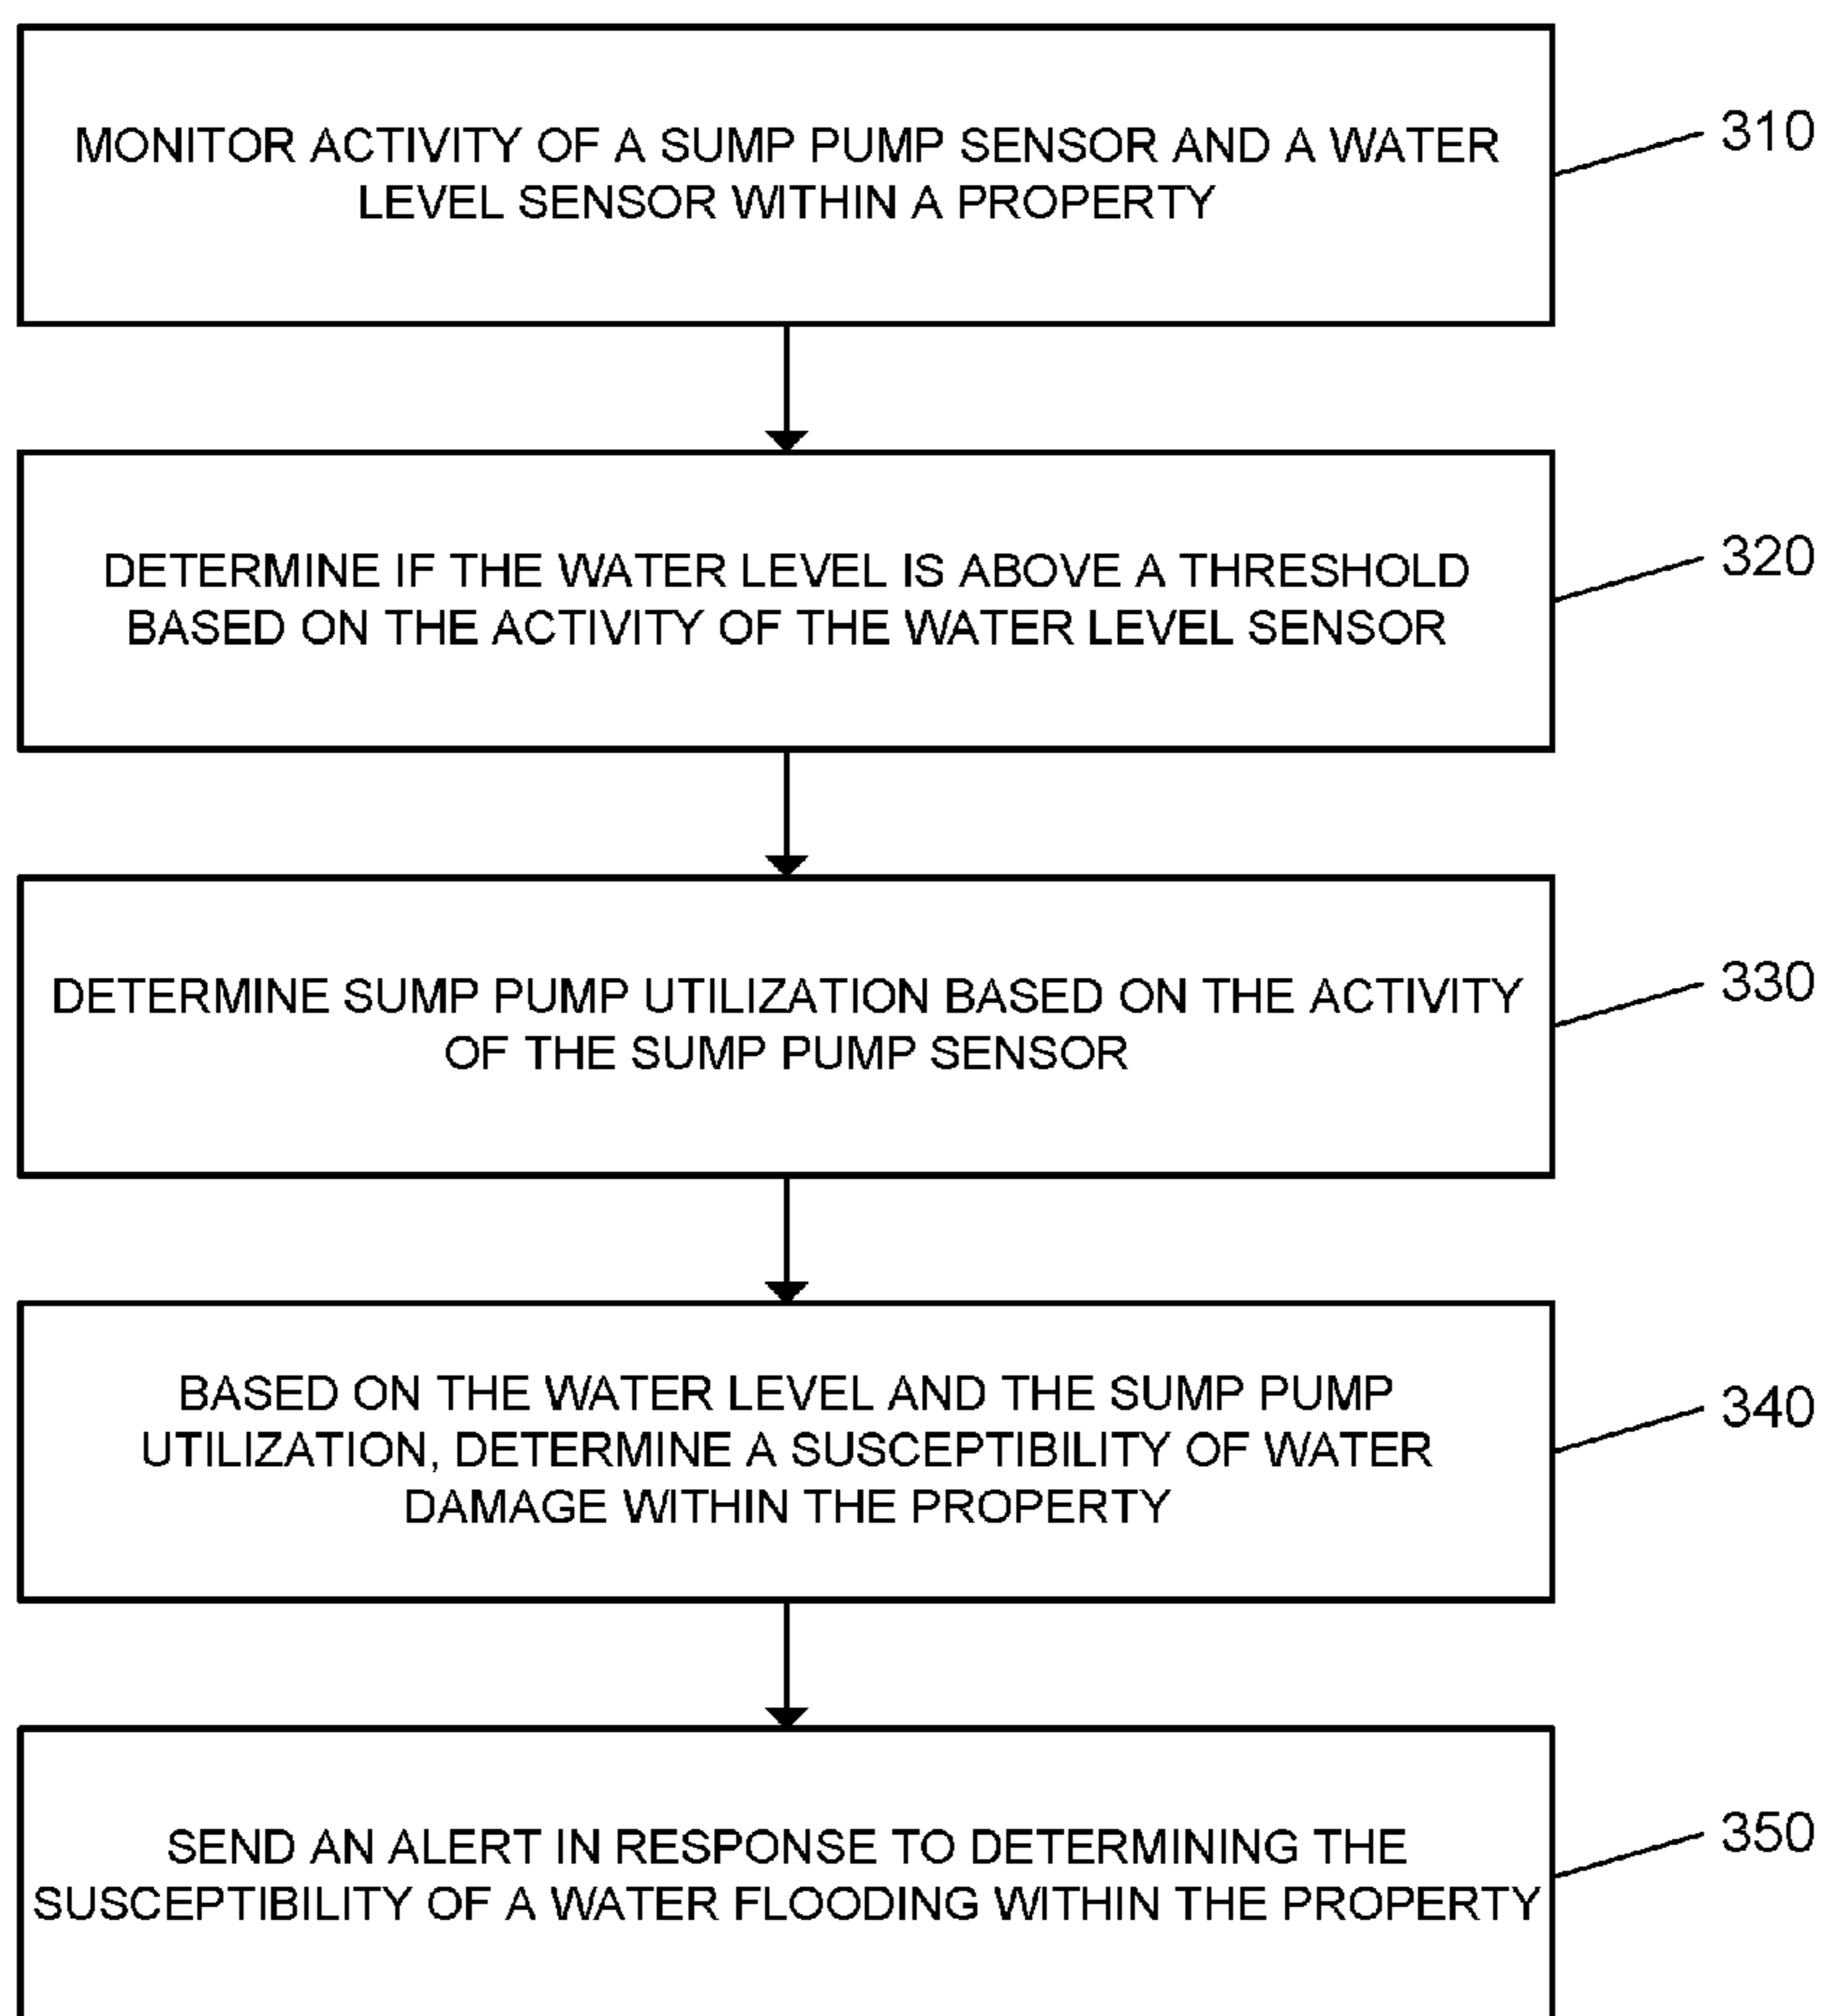 MONITOR ACTIVITY OF A SUMP PUMP SENSOR AND A WATER
LEVEL SENSOR WITHIN A PROPERTY
310
DETERMINE IF THE WATER LEVEL IS ABOVE A THRESHOLD
BASED ON THE ACTIVITY OF THE WATER LEVEL SENSOR
320
DETERMINE SUMP PUMP UTILIZATION BASED ON THE ACTIVITY
OF THE SUMP PUMP SENSOR
330
BASED ON THE WATER LEVEL AND THE SUMP PUMP
UTILIZATION, DETERMINE A SUSCEPTIBILITY OF WATER
DAMAGE WITHIN THE PROPERTY
340
SEND AN ALERT IN RESPONSE TO DETERMINING THE
SUSCEPTIBILITY OF A WATER FLOODING WITHIN THE PROPERTY
350